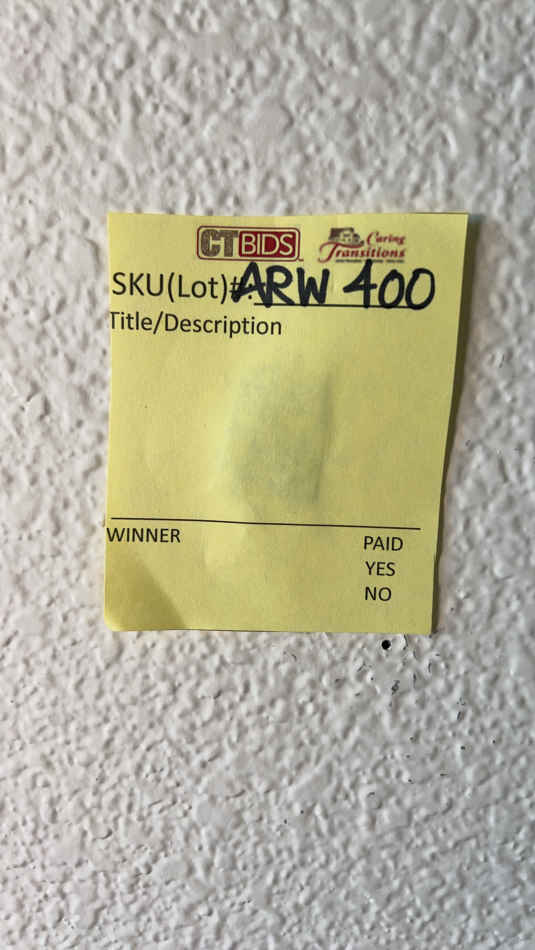 CTBIDS Caring Transitions
SKU(Lot)#: ARW 400
Title/Description
WINNER PAID
YES
NO